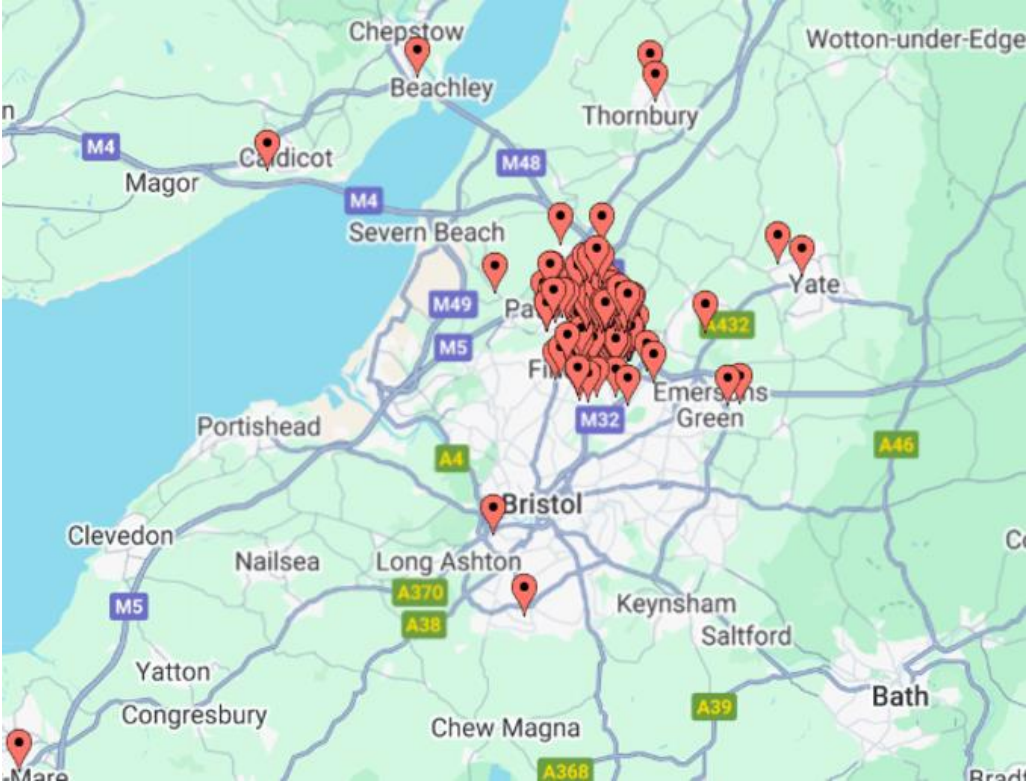 Chepstow
Wotton-under-Edge
Beachley
Thornbury
M4
Caldicot
M48
Magor
M4
Severn Beach
Yate
M49
A432
M5
Emersons
Green
M32
Portishead
A4
A46
Bristol
Clevedon
Nailsea
Long Ashton
A370
M5
Keynsham
A38
Saltford
Yatton
Bath
Congresbury
A39
Chew Magna
A368
-Mare